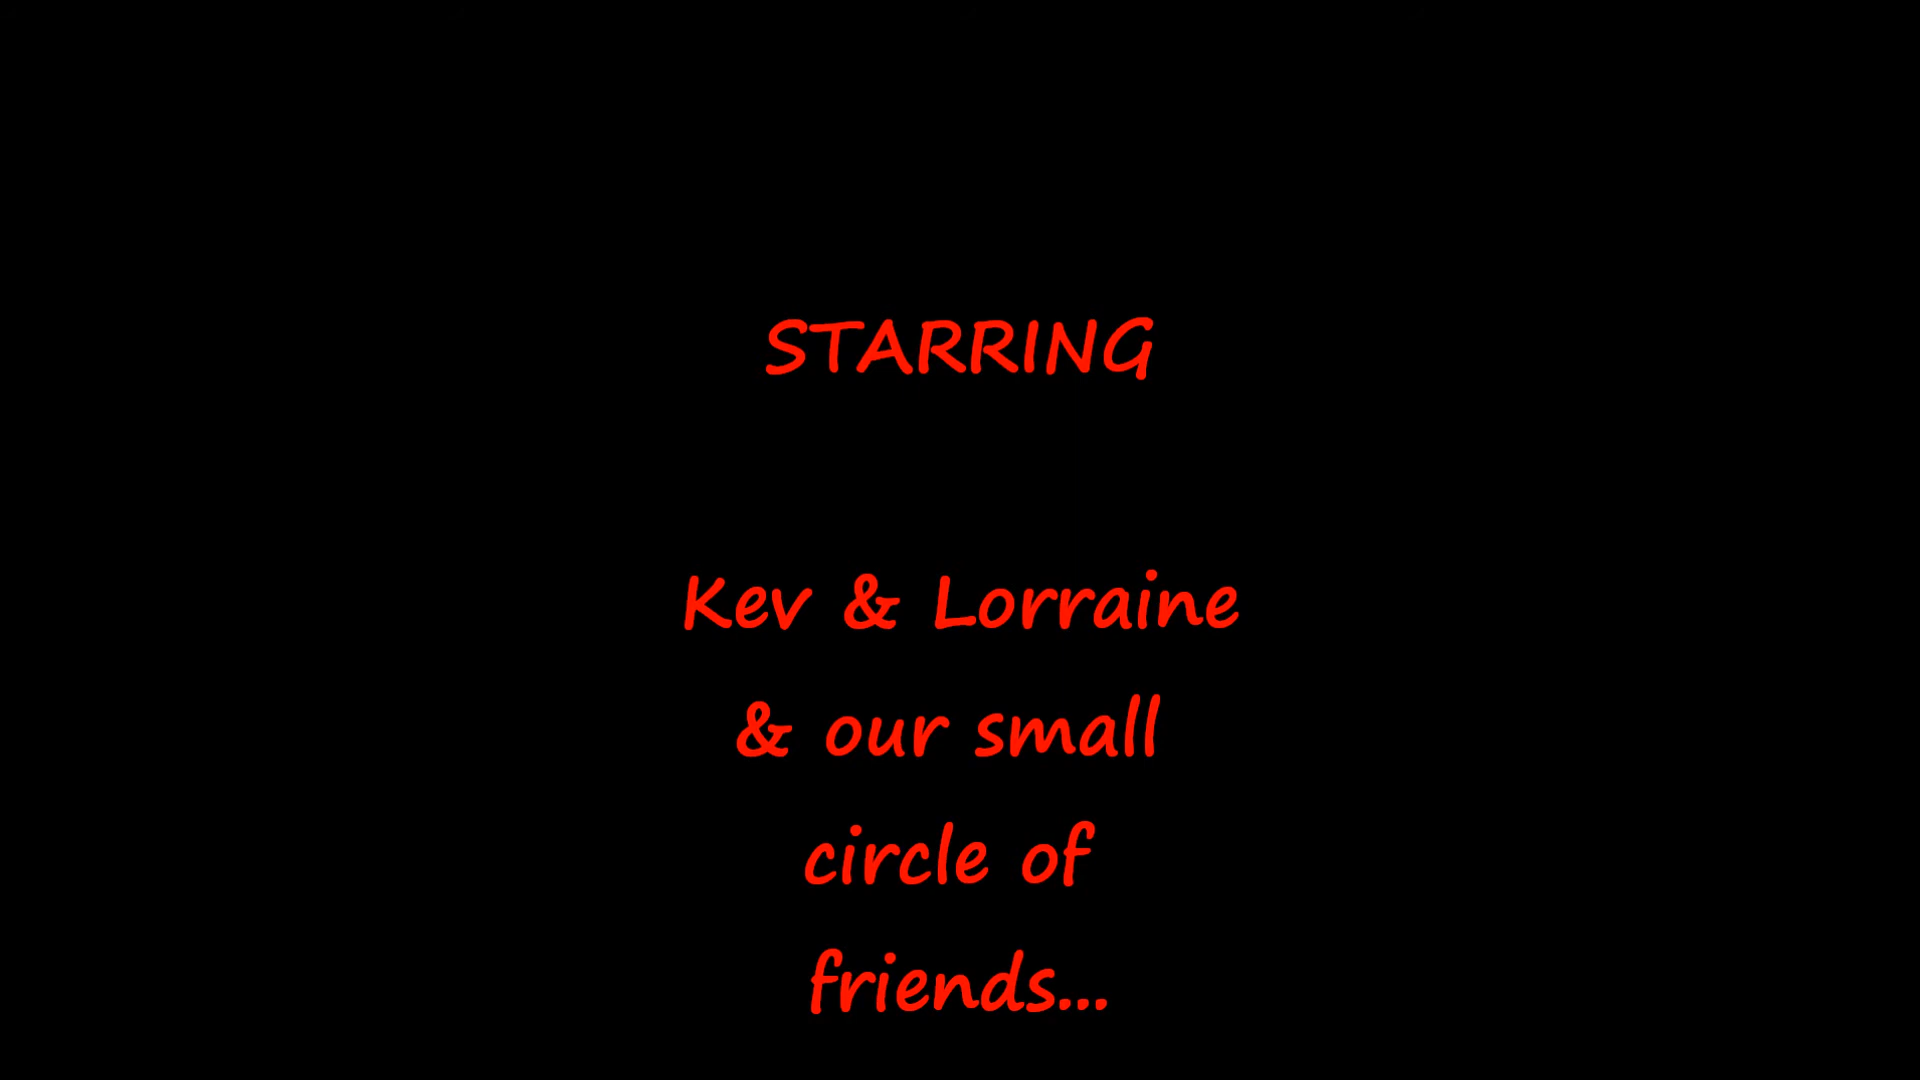 STARRING
Kev & Lorraine
& our small
circle of
friends...